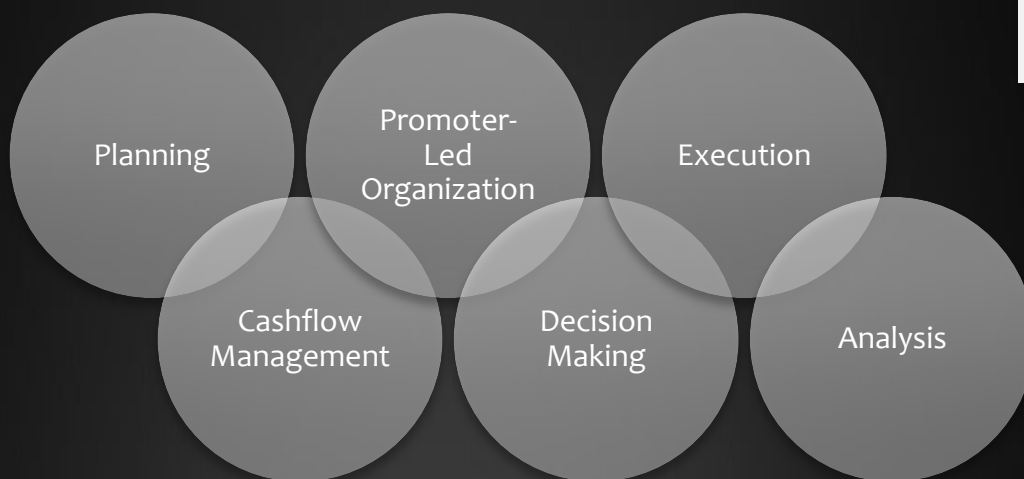 Planning
Promoter-
Led
Organization
Execution
Cashflow
Management
Decision
Making
Analysis